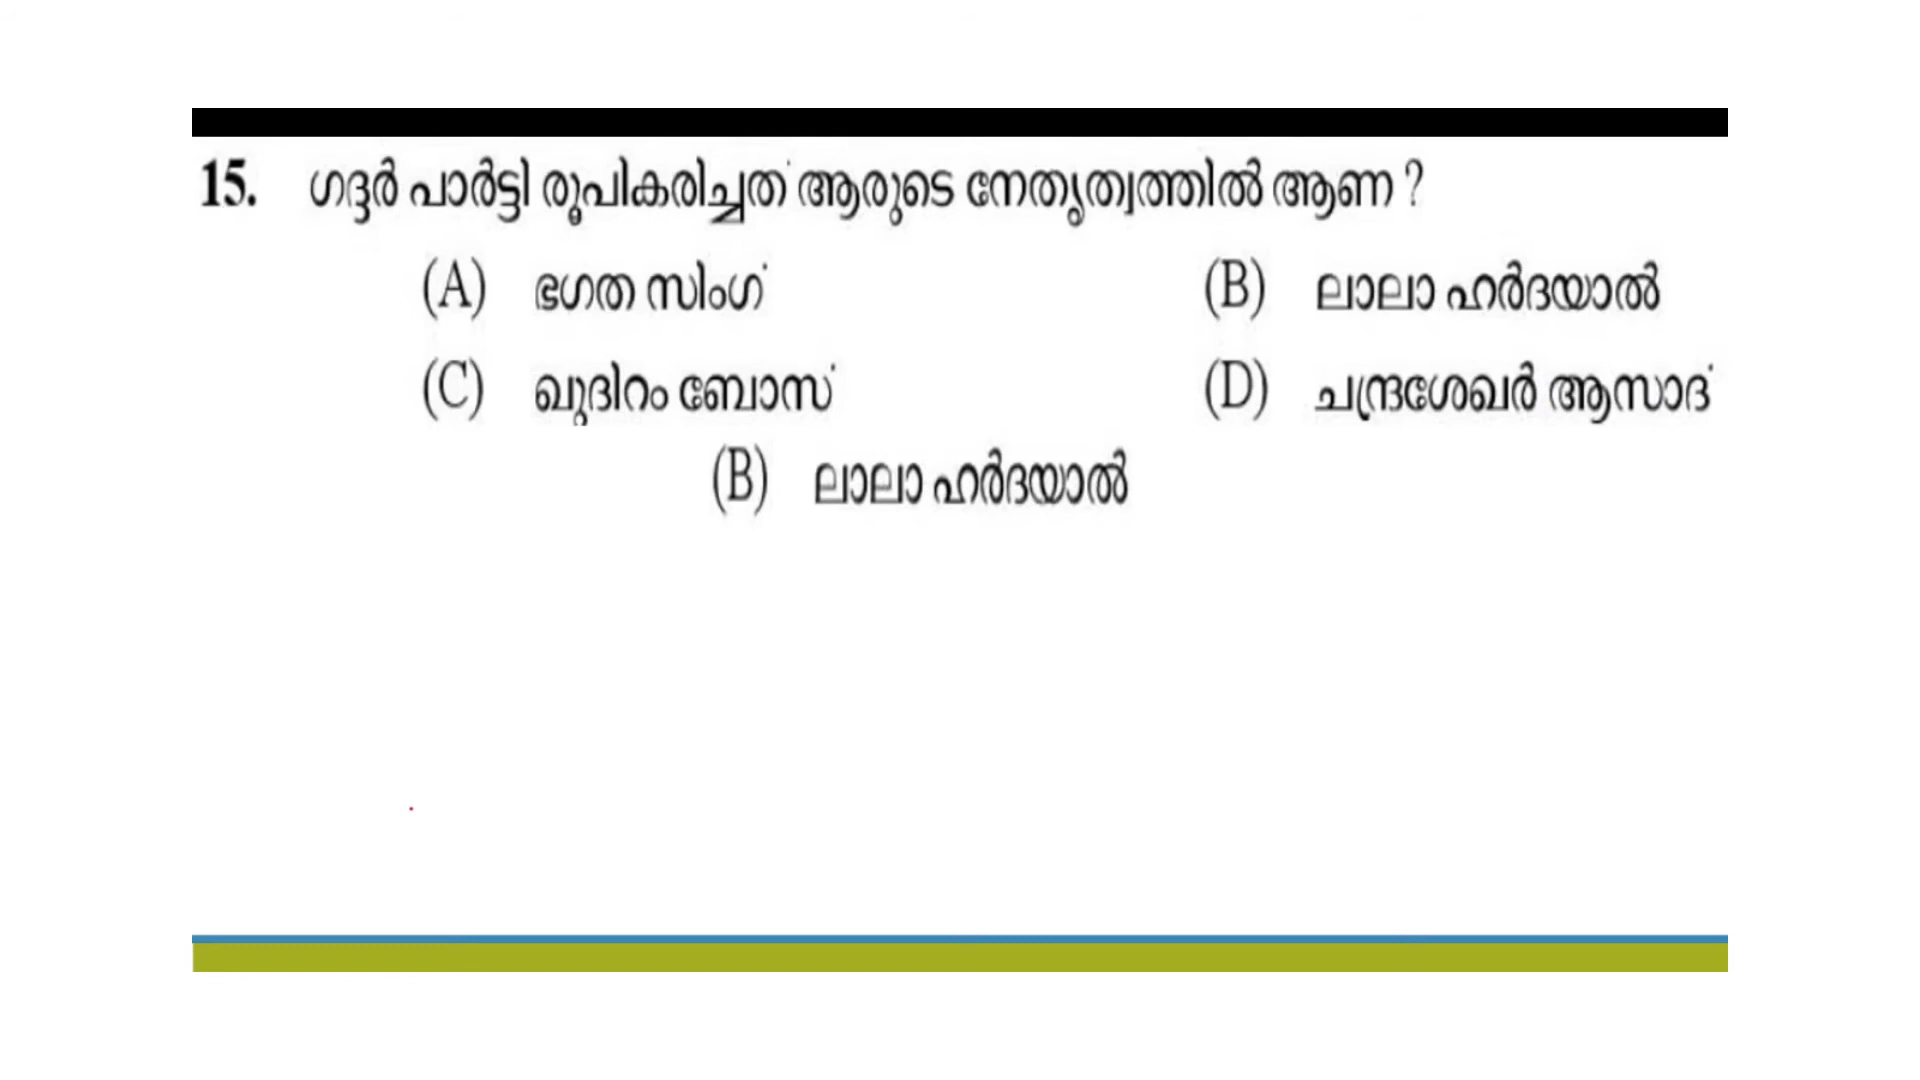 15. ഗദ്ദർ പാർട്ടി രൂപികരിച്ചത് ആരുടെ നേതൃത്വത്തിൽ ആണ ?
(A) ഭഗത സിംഗ് (B) ലാലാ ഹർദയാൽ
(C) ഖുദിറം ബോസ് (D) ചന്ദ്രശേഖർ ആസാദ്
(B) ലാലാ ഹർദയാൽ